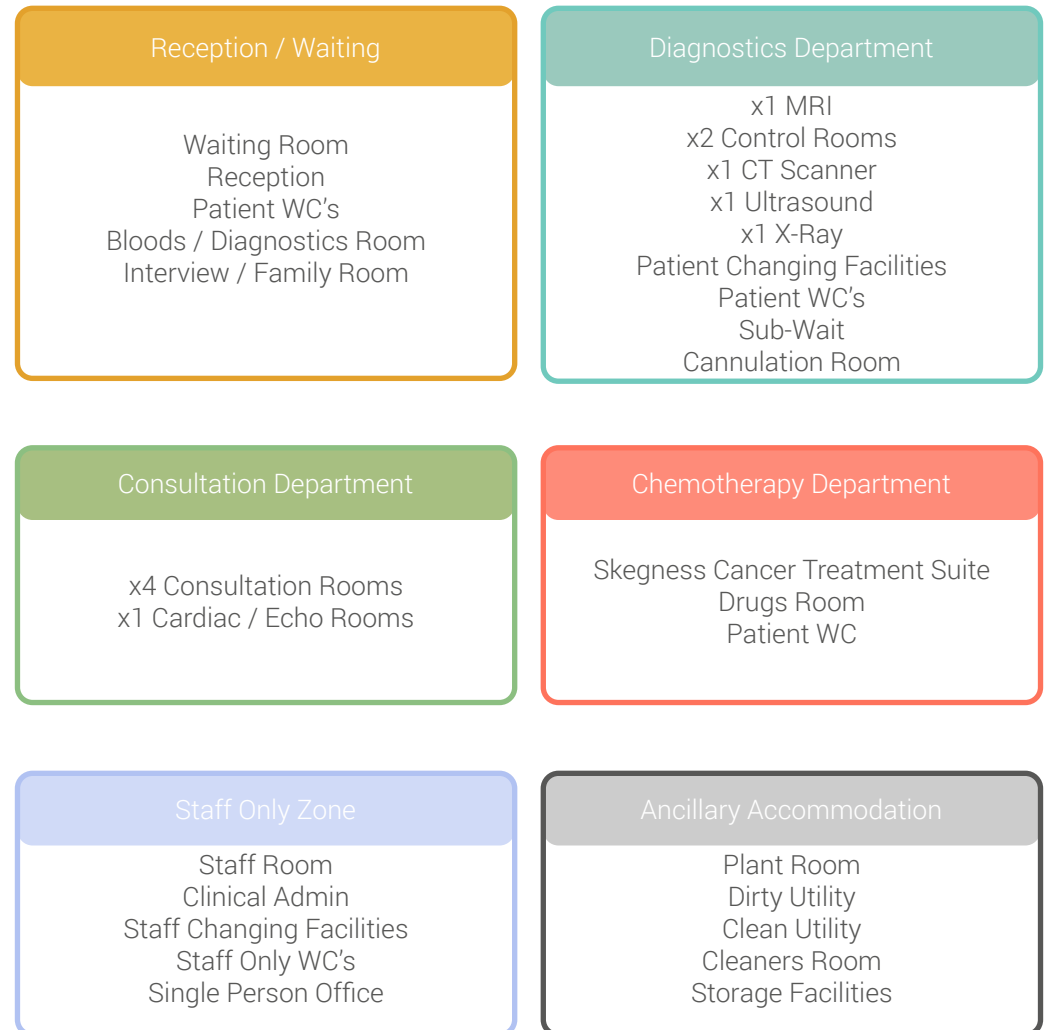 Reception / Waiting
Waiting Room
Reception
Patient WC's
Bloods / Diagnostics Room
Interview / Family Room
Diagnostics Department
x1 MRI
x2 Control Rooms
x1 CT Scanner
x1 Ultrasound
x1 X-Ray
Patient Changing Facilities
Patient WC's
Sub-Wait
Cannulation Room
Consultation Department
x4 Consultation Rooms
x1 Cardiac / Echo Rooms
Chemotherapy Department
Skegness Cancer Treatment Suite
Drugs Room
Patient WC
Staff Only Zone
Staff Room
Clinical Admin
Staff Changing Facilities
Staff Only WC's
Single Person Office
Ancillary Accommodation
Plant Room
Dirty Utility
Clean Utility
Cleaners Room
Storage Facilities